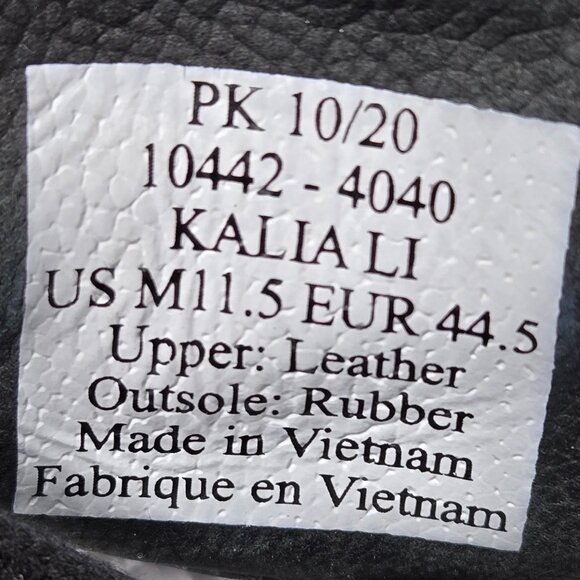 PK 10/20
10442 - 4040
KALIA LI
US M11.5 EUR 44.5
Upper: Leather
Outsole: Rubber
Made in Vietnam
Fabrique en Vietnam